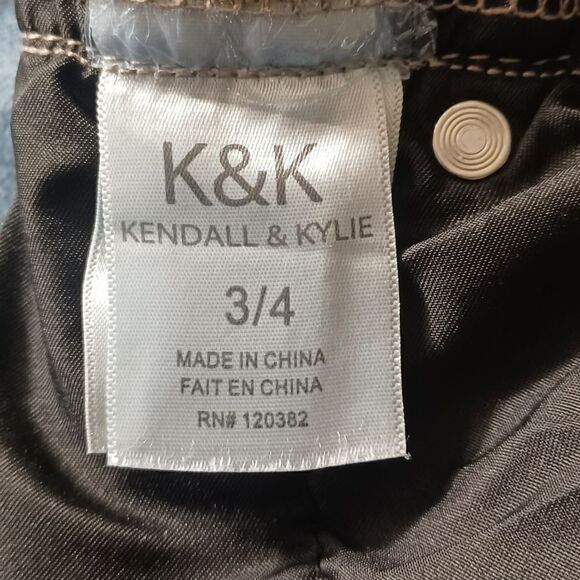 K&K
KENDALL & KYLIE
3/4
MADE IN CHINA
FAIT EN CHINA
RN# 120382